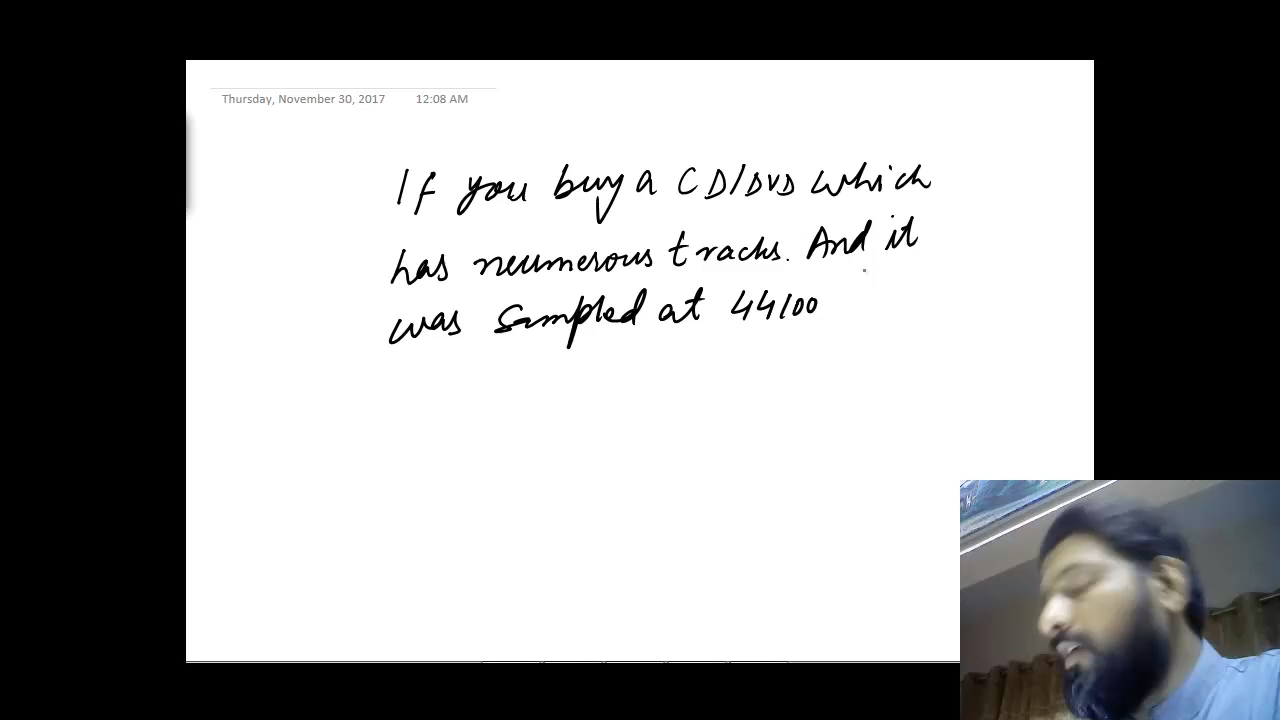 Thursday, November 30, 2017 12:08 AM
If you buy a CD/DVD which
has neumerous tracks. And it
was sampled at 44100